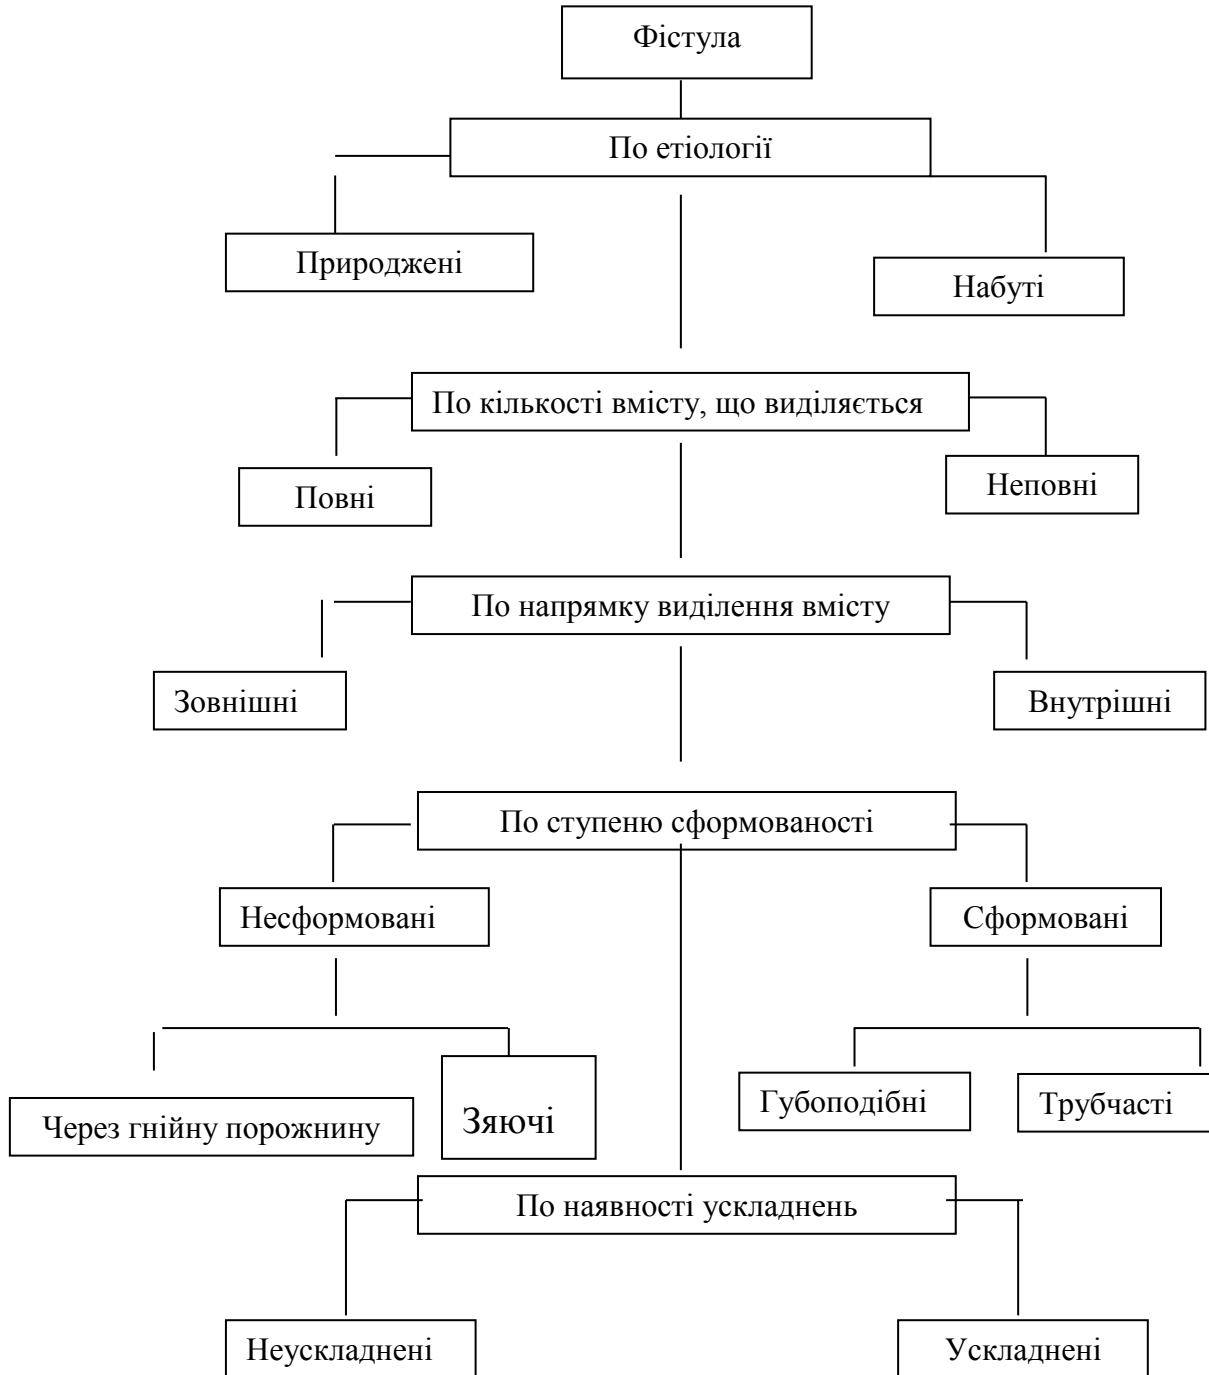 Фістула
По етіології
Природжені
Набуті
По кількості вмісту, що виділяється
Повні
Неповні
По напрямку виділення вмісту
Зовнішні
Внутрішні
По ступеню сформованості
Несформовані
Сформовані
Через гнійну порожнину
Зяючі
Губоподібні
Трубчасті
По наявності ускладнень
Неускладнені
Ускладнені